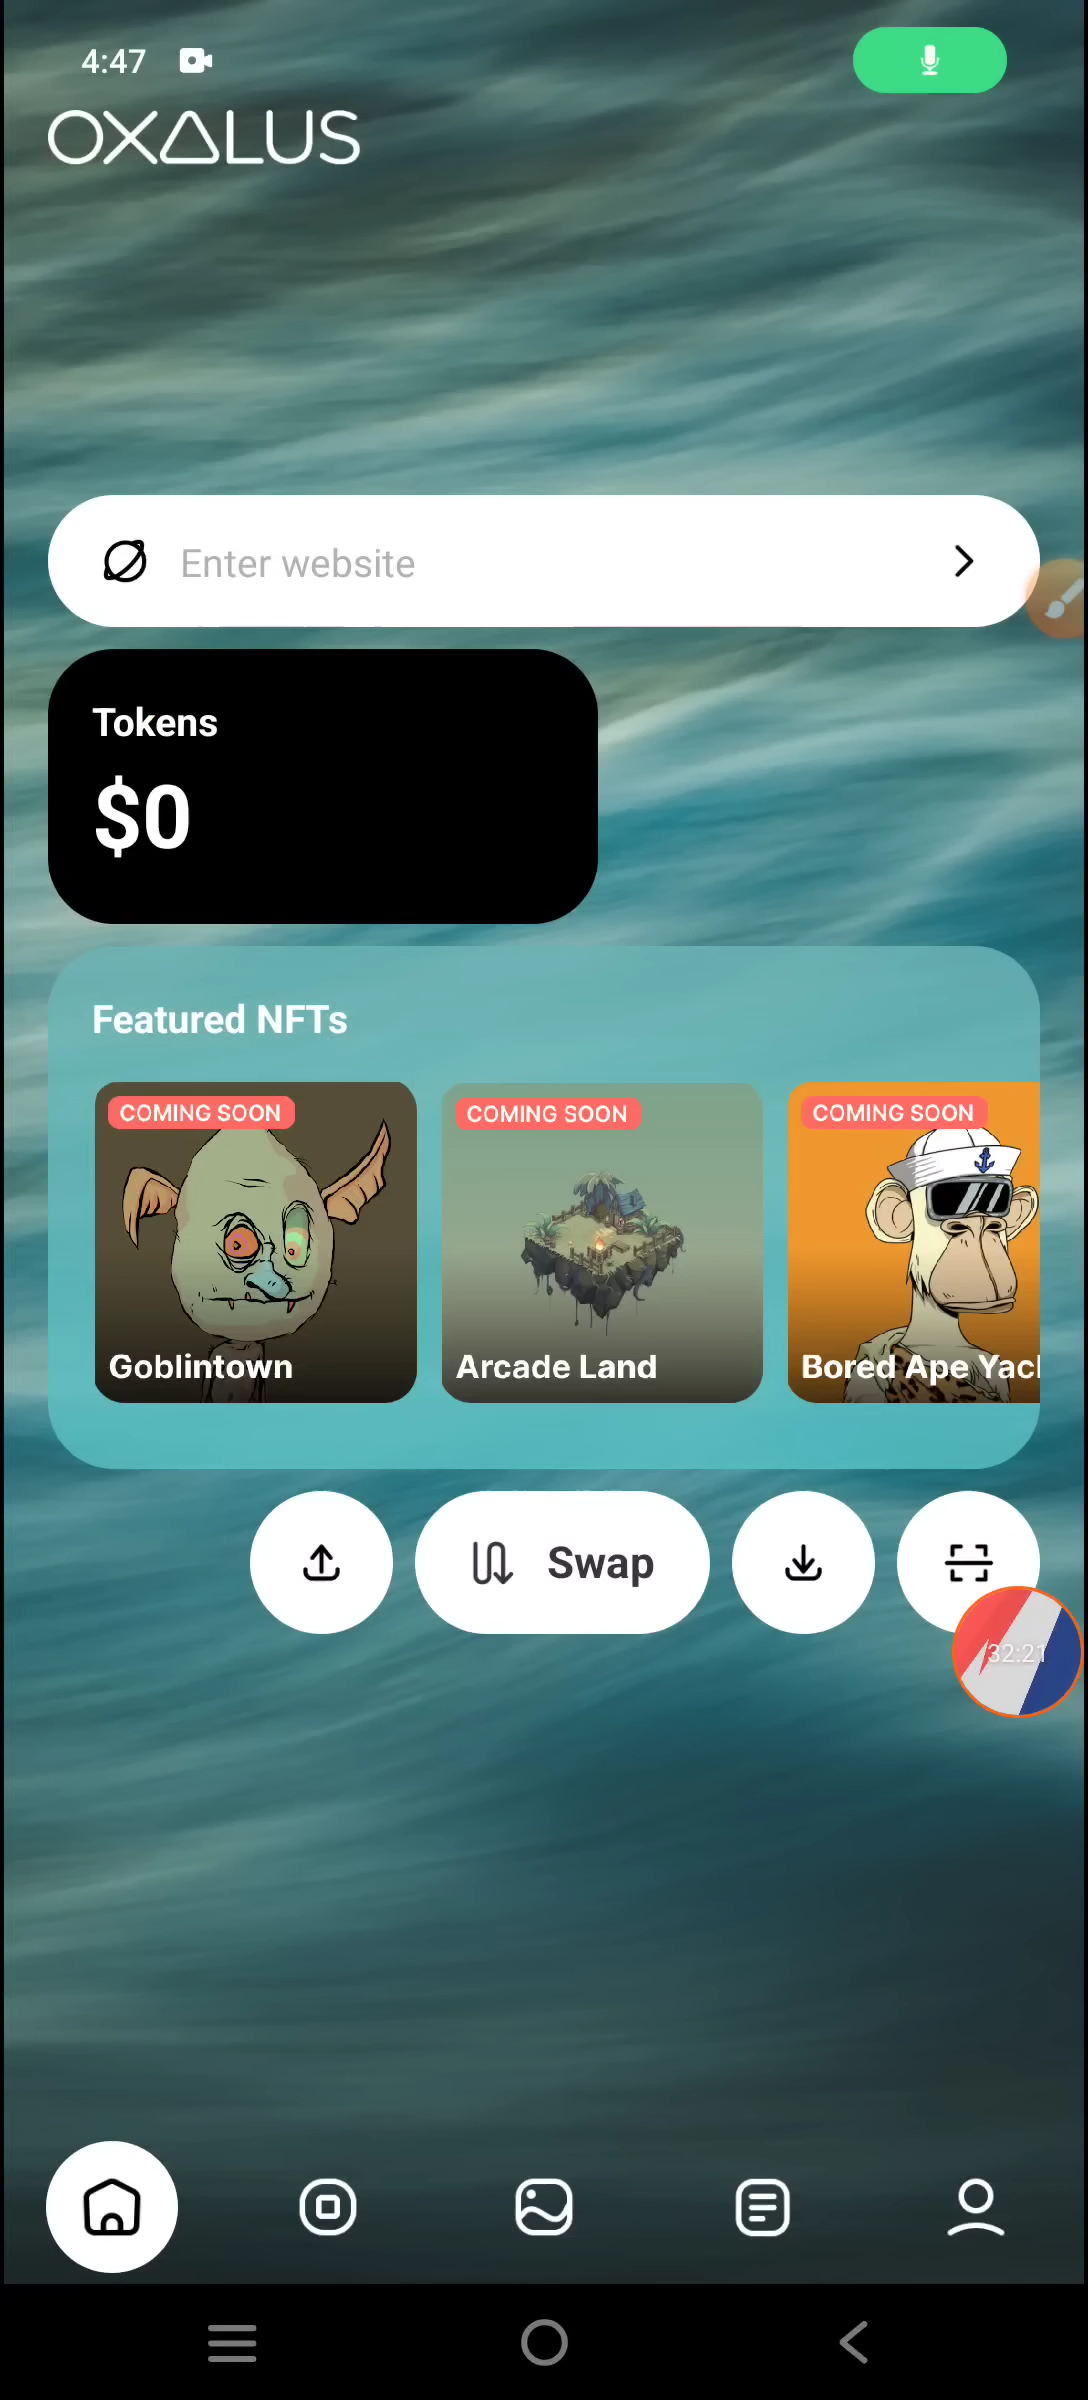 4:47
OXALUS
Enter website
Tokens
$0
Featured NFTs
COMING SOON
COMING SOON
COMING SOON
Goblintown
Arcade Land
Bored Ape Yacl
Swap
32:21